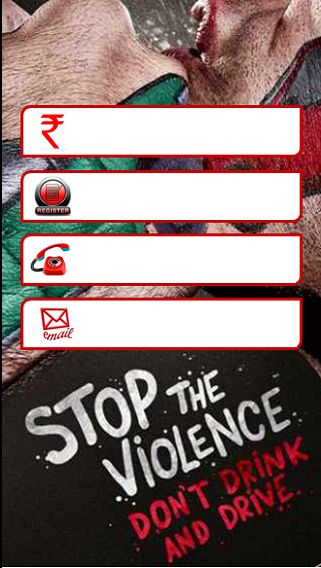 ₹
REGISTER
email
STOP THE
VIOLENCE
DON'T DRINK
AND DRIVE.